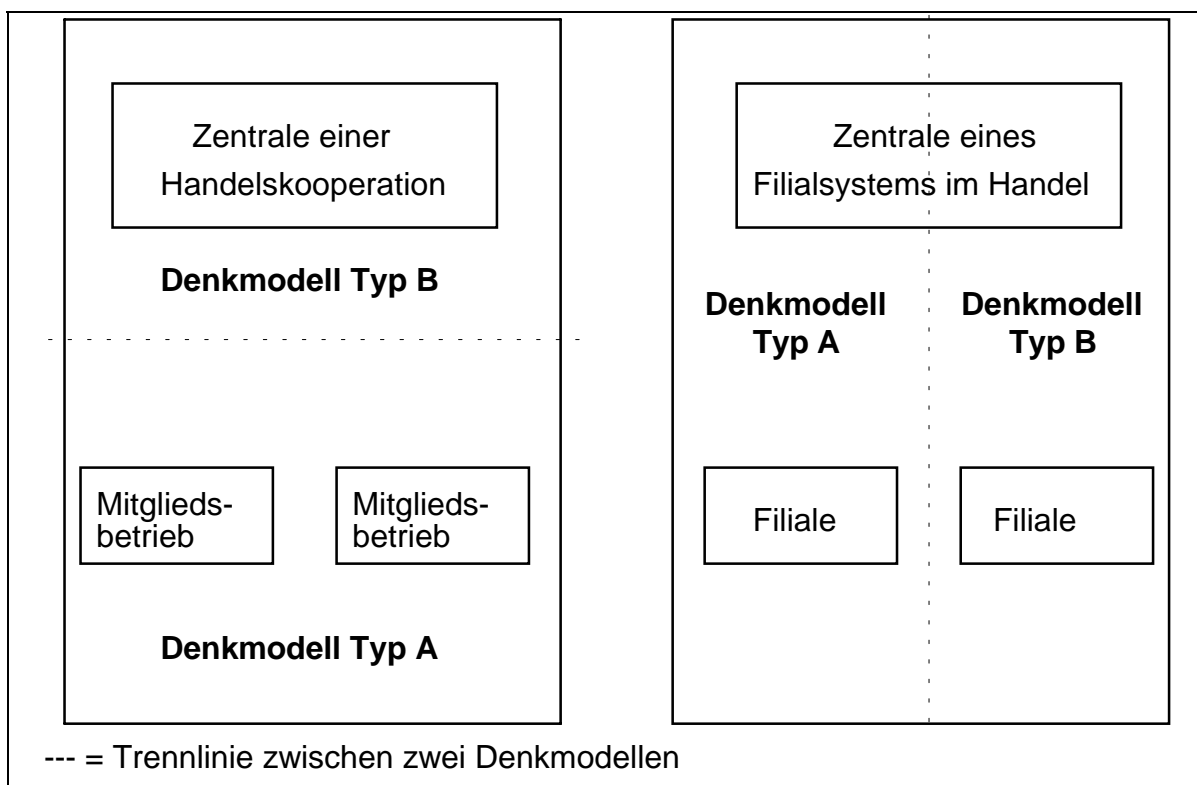 Zentrale einer
Handelskooperation
Denkmodell Typ B
Mitglieds-
betrieb
Mitglieds-
betrieb
Denkmodell Typ A
Zentrale eines
Filialsystems im Handel
Denkmodell
Typ A
Denkmodell
Typ B
Filiale
Filiale
--- = Trennlinie zwischen zwei Denkmodellen